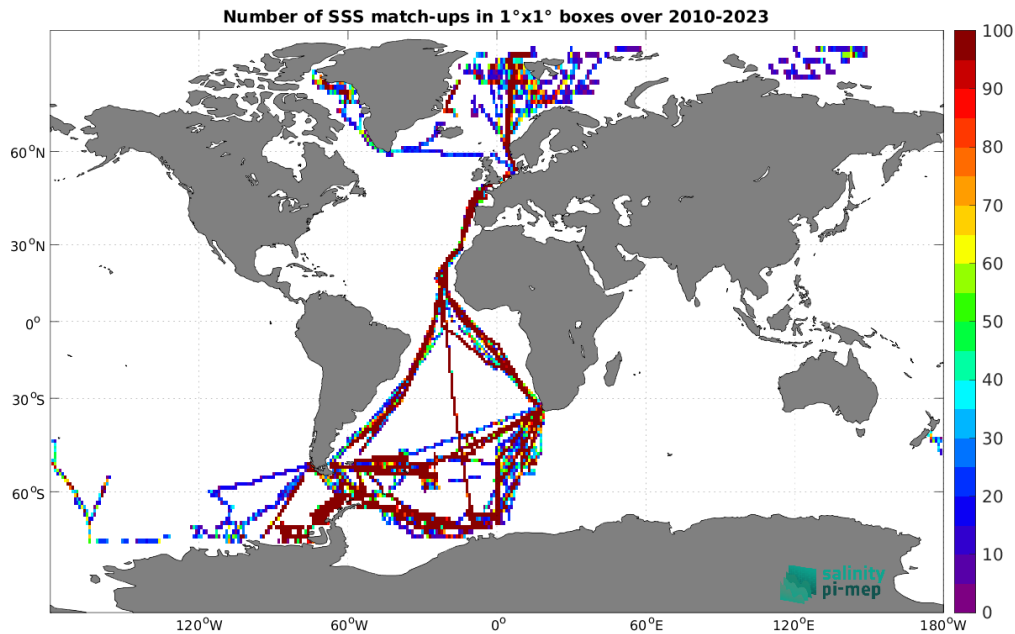 Number of SSS match-ups in 1°x1° boxes over 2010-2023
100
90
80
70
60
50
40
30
20
10
0
60°N
30°N
0°
30°S
60°S
120°W
60°W
0°E
60°E
120°E
180°W
salinity
pi-mep